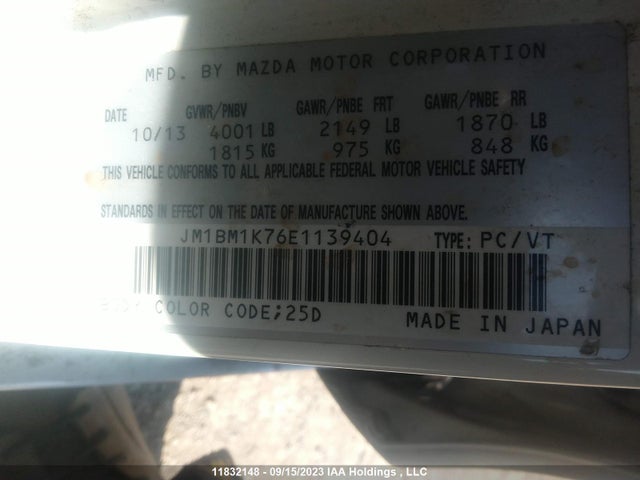 MFD. BY MAZDA MOTOR CORPORATION
DATE GVWR/PNBV GAWR/PNBE FRT GAWR/PNBE RR
10/13 4001 LB 2149 LB 1870 LB
1815 KG 975 KG 848 KG
THIS VEHICLE CONFORMS TO ALL APPLICABLE FEDERAL MOTOR VEHICLE SAFETY
STANDARDS IN EFFECT ON THE DATE OF MANUFACTURE SHOWN ABOVE.
JM1BM1K76E1139404 TYPE: PC/VT
BODY COLOR CODE;25D
MADE IN JAPAN
11832148 - 09/15/2023 IAA Holdings , LLC